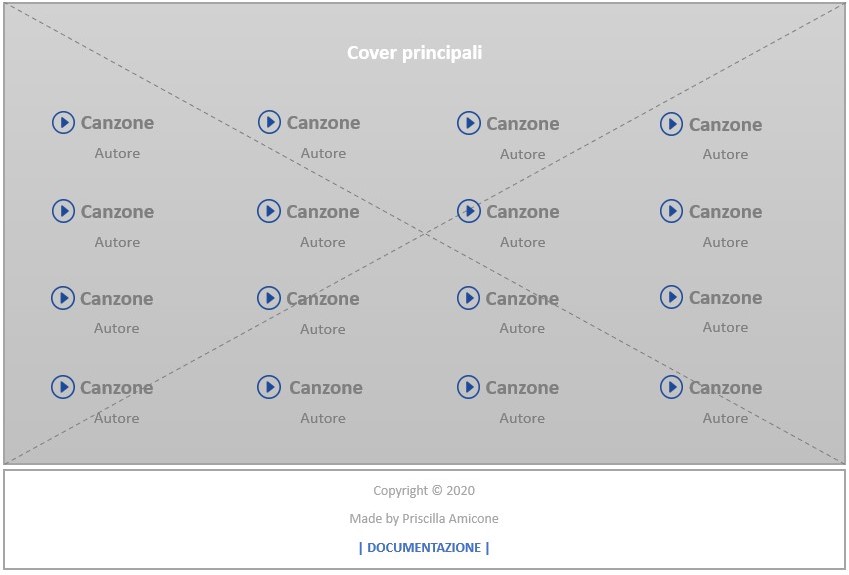 Cover principali
Canzone Canzone Canzone Canzone
Autore Autore Autore Autore
Canzone Canzone Canzone Canzone
Autore Autore Autore Autore
Canzone Canzone Canzone Canzone
Autore Autore Autore Autore
Canzone Canzone Canzone Canzone
Autore Autore Autore Autore
Copyright © 2020
Made by Priscilla Amicone
| DOCUMENTAZIONE |